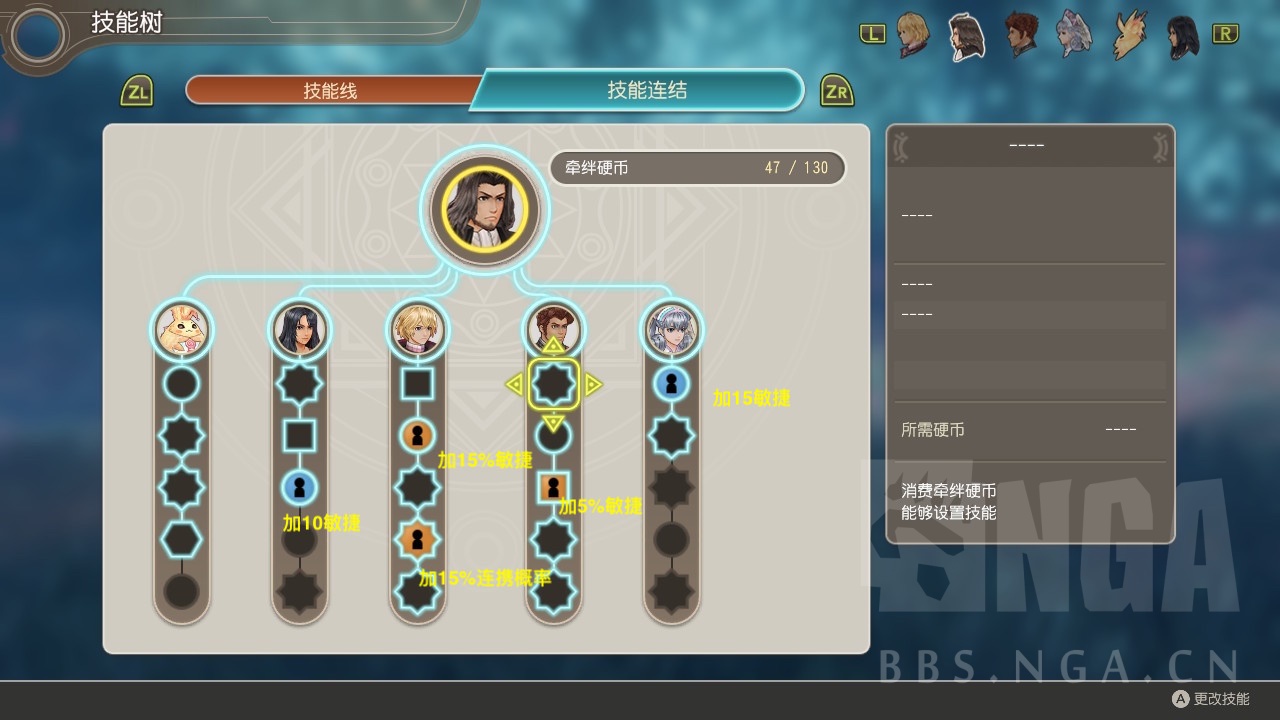 技能树
L
R
ZL
技能线
技能连结
ZR
牵绊硬币 47 / 130
----
----
----
----
加15敏捷
加15%敏捷
加5%敏捷
加10敏捷
加15%连携概率
所需硬币 ----
消费牵绊硬币
能够设置技能
NGA
BBS.NGA.CN
A 更改技能